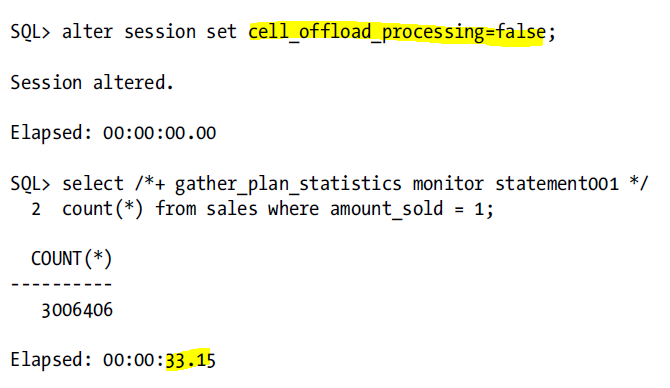 SQL> alter session set cell_offload_processing=false;
Session altered.
Elapsed: 00:00:00.00
SQL> select /*+ gather_plan_statistics monitor statement001 */
2 count(*) from sales where amount_sold = 1;
COUNT(*)
----------
3006406
Elapsed: 00:00:33.15